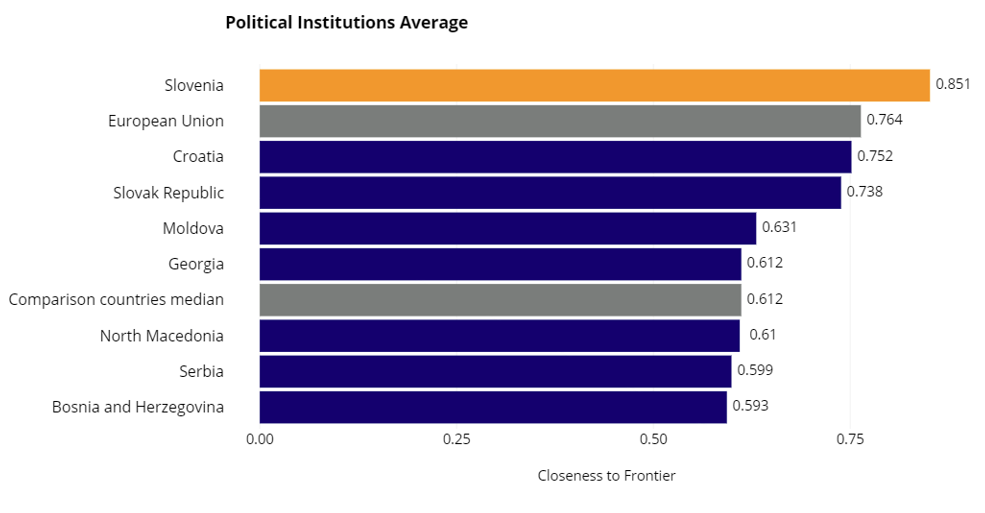 Political Institutions Average
Slovenia 0.851
European Union 0.764
Croatia 0.752
Slovak Republic 0.738
Moldova 0.631
Georgia 0.612
Comparison countries median 0.612
North Macedonia 0.61
Serbia 0.599
Bosnia and Herzegovina 0.593
0.00 0.25 0.50 0.75
Closeness to Frontier